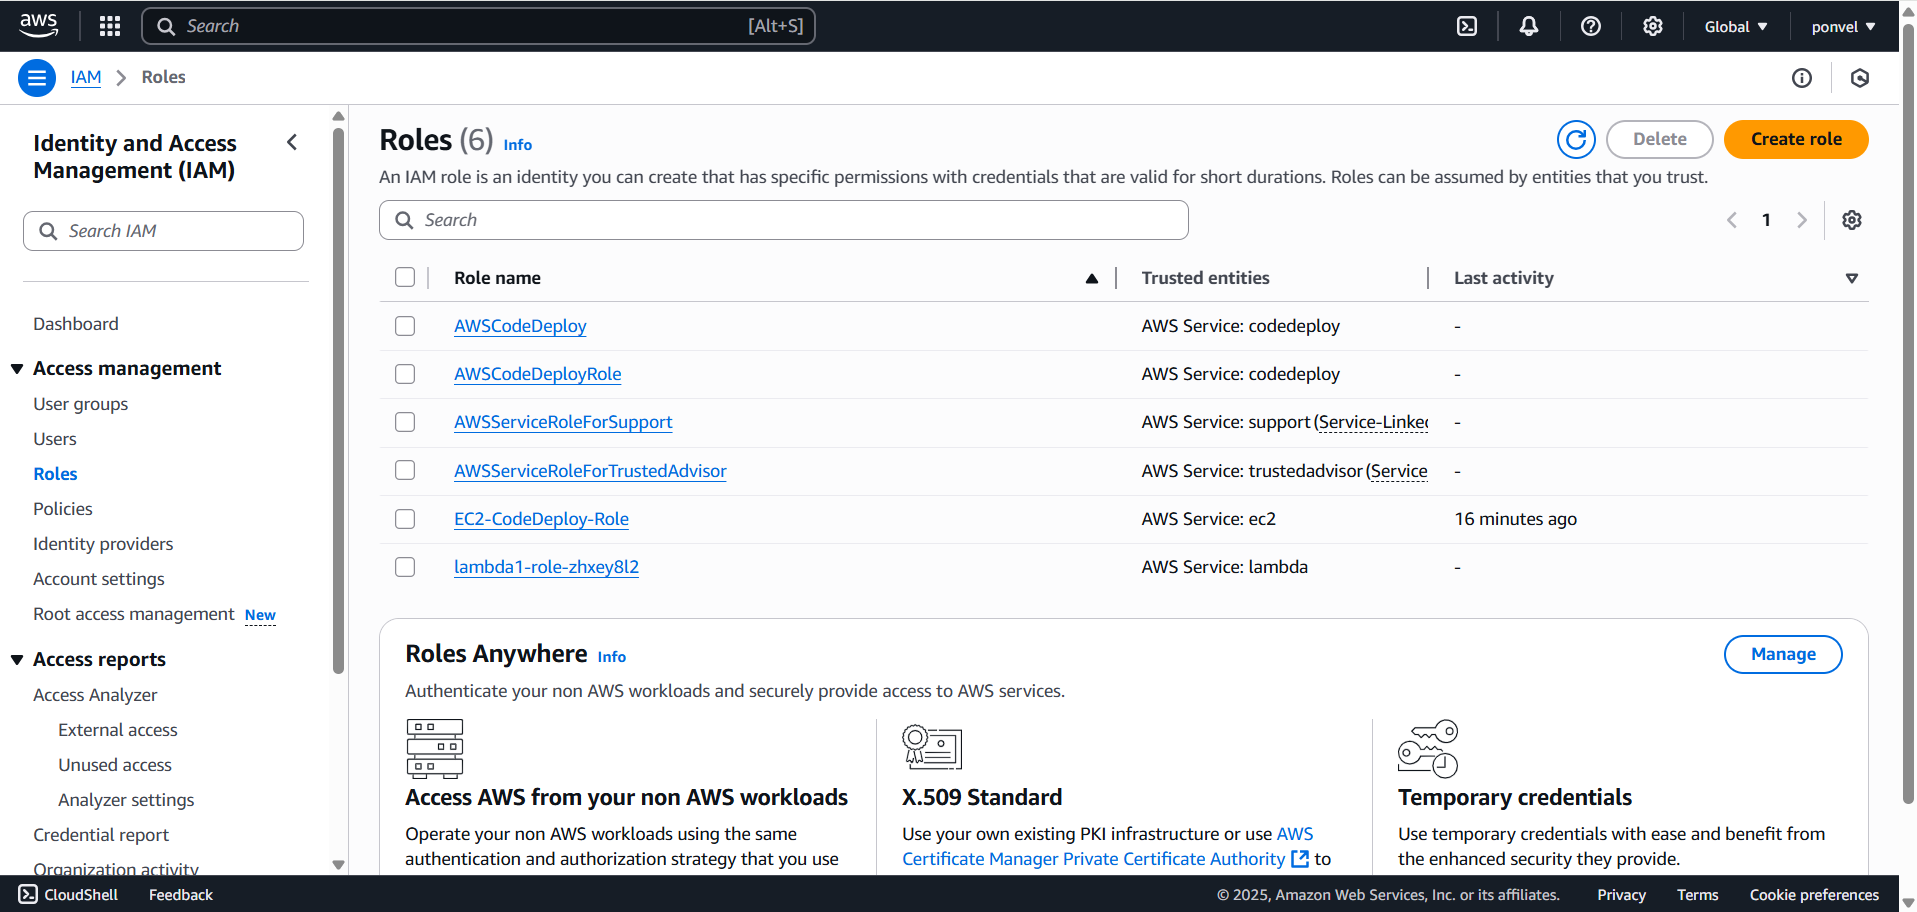 aws
Search [Alt+S]
Global ▼
ponvel ▼
IAM > Roles
Identity and Access
Management (IAM)
Search IAM
Dashboard
Access management
User groups
Users
Roles
Policies
Identity providers
Account settings
Root access management New
Access reports
Access Analyzer
External access
Unused access
Analyzer settings
Credential report
Organization activity
Roles (6) Info
Delete
Create role
An IAM role is an identity you can create that has specific permissions with credentials that are valid for short durations. Roles can be assumed by entities that you trust.
Search
1
Role name Trusted entities Last activity
AWSCodeDeploy AWS Service: codedeploy -
AWSCodeDeployRole AWS Service: codedeploy -
AWSServiceRoleForSupport AWS Service: support (Service-Linked -
AWSServiceRoleForTrustedAdvisor AWS Service: trustedadvisor (Service -
EC2-CodeDeploy-Role AWS Service: ec2 16 minutes ago
lambda1-role-zhxey8l2 AWS Service: lambda -
Roles Anywhere Info
Manage
Authenticate your non AWS workloads and securely provide access to AWS services.
Access AWS from your non AWS workloads
Operate your non AWS workloads using the same
authentication and authorization strategy that you use
X.509 Standard
Use your own existing PKI infrastructure or use AWS
Certificate Manager Private Certificate Authority to
Temporary credentials
Use temporary credentials with ease and benefit from
the enhanced security they provide.
CloudShell Feedback © 2025, Amazon Web Services, Inc. or its affiliates. Privacy Terms Cookie preferences